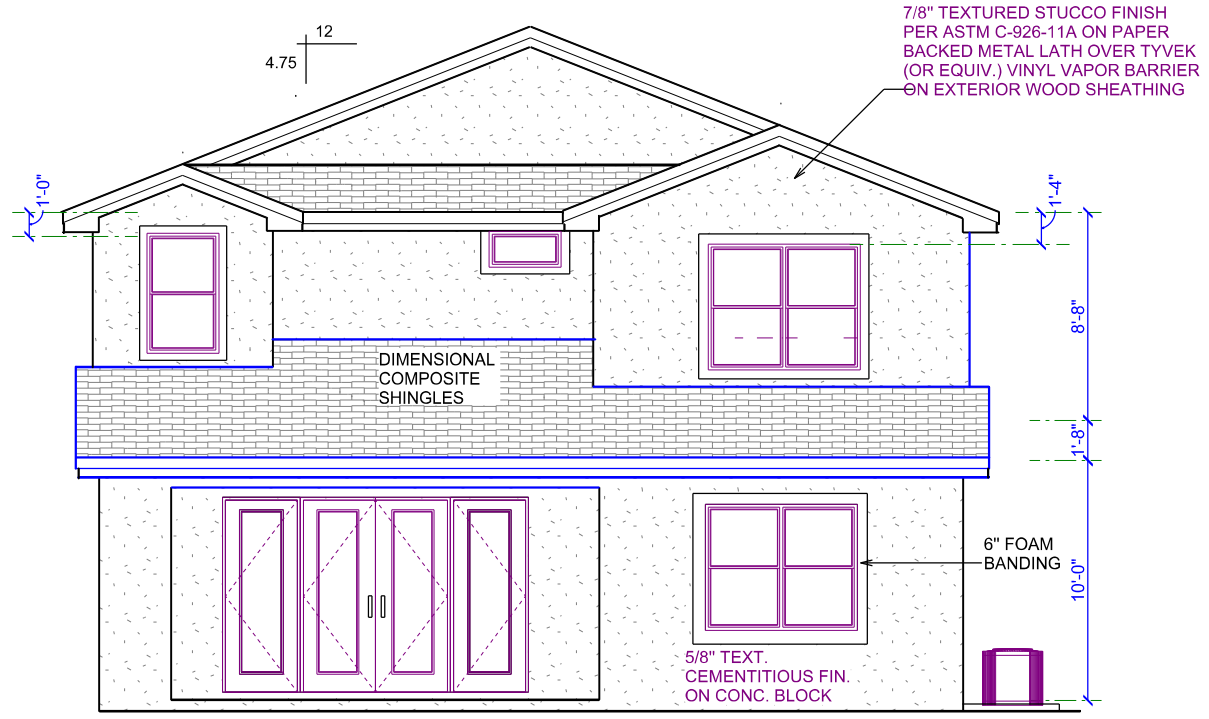 7/8" TEXTURED STUCCO FINISH
PER ASTM C-926-11A ON PAPER
BACKED METAL LATH OVER TYVEK
(OR EQUIV.) VINYL VAPOR BARRIER
ON EXTERIOR WOOD SHEATHING
12
4.75
1'-0"
1'-4"
8'-8"
DIMENSIONAL
COMPOSITE
SHINGLES
1'-8"
6" FOAM
BANDING
10'-0"
5/8" TEXT.
CEMENTITIOUS FIN.
ON CONC. BLOCK